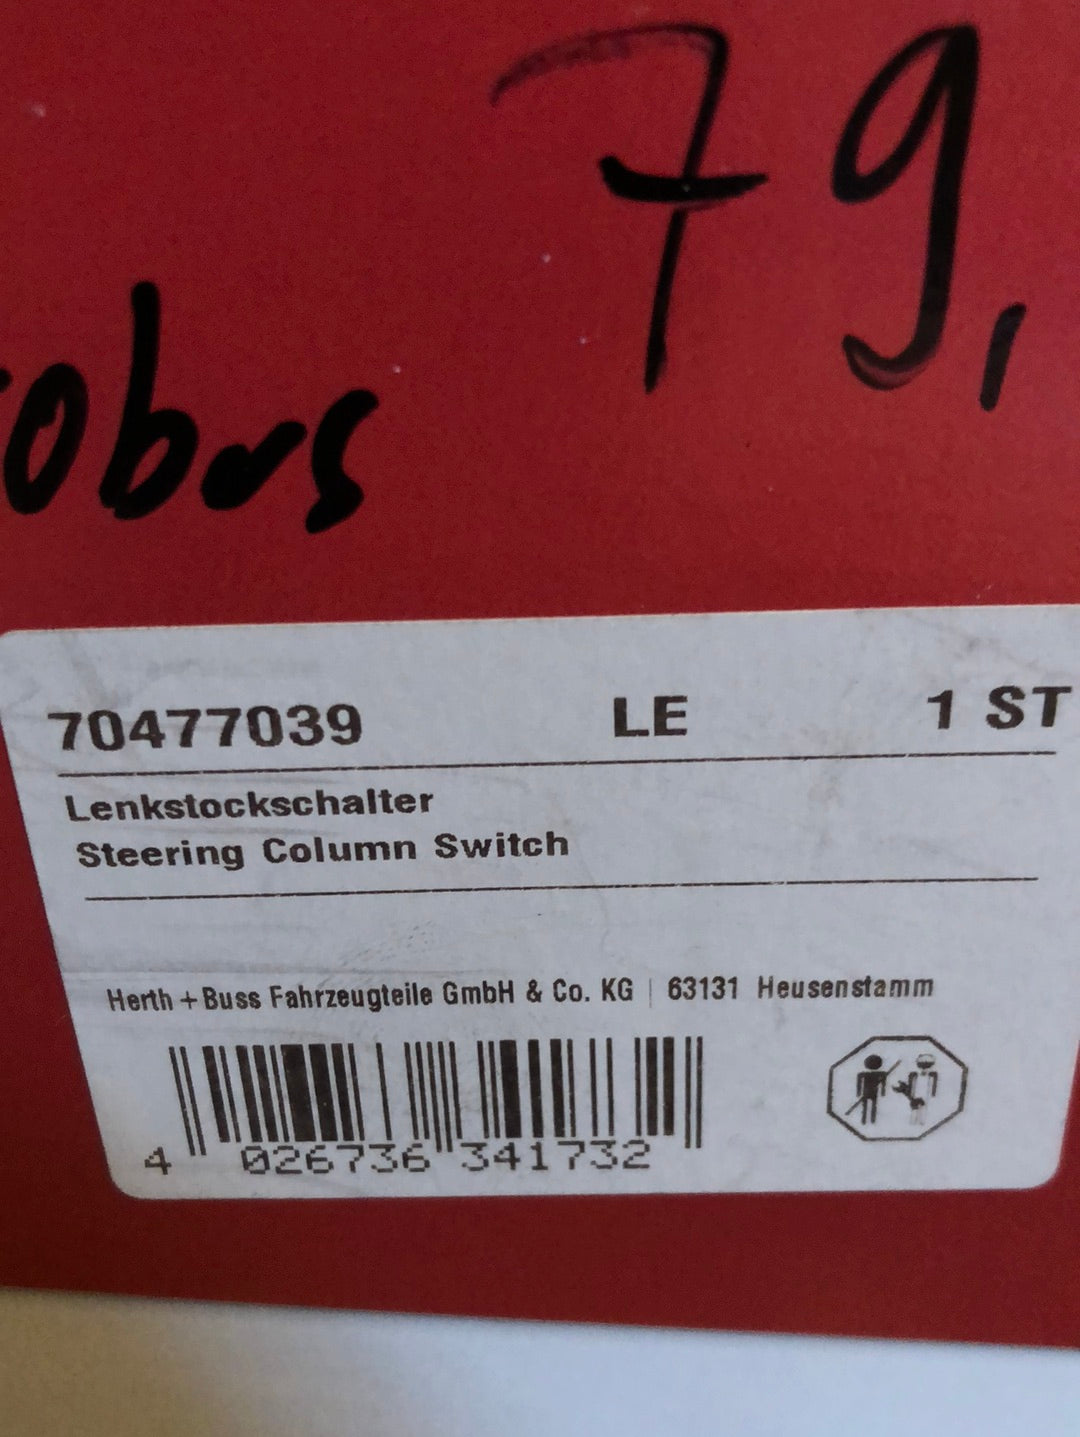 79,
70477039 LE 1 ST
Lenkstockschalter
Steering Column Switch
Herth + Buss Fahrzeugteile GmbH & Co. KG | 63131 Heusenstamm
4 026736 341732